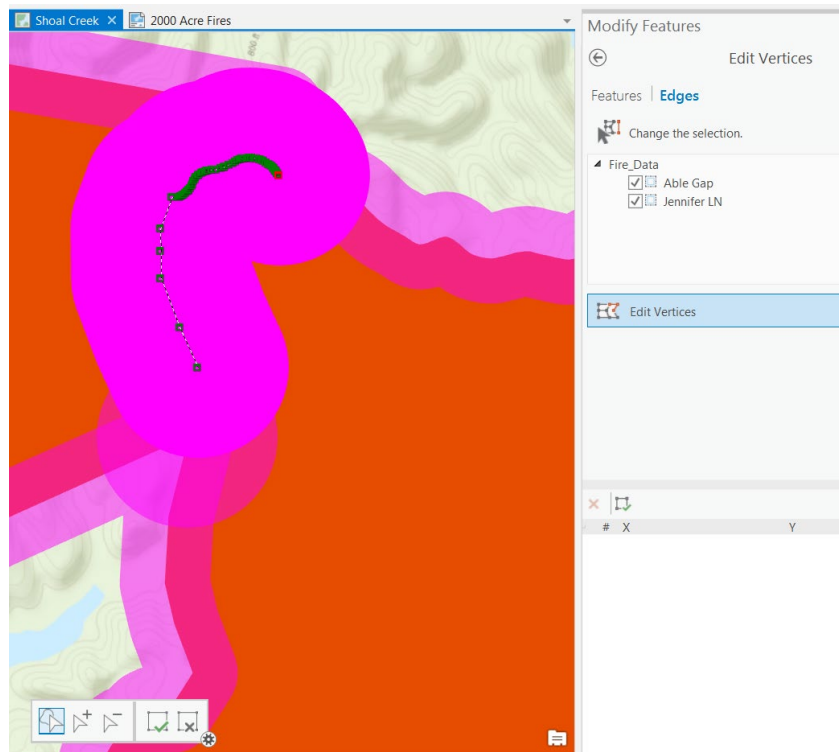 Shoal Creek
2000 Acre Fires
Modify Features
Edit Vertices
Features | Edges
Change the selection.
Fire_Data
Able Gap
Jennifer LN
Edit Vertices
# X Y